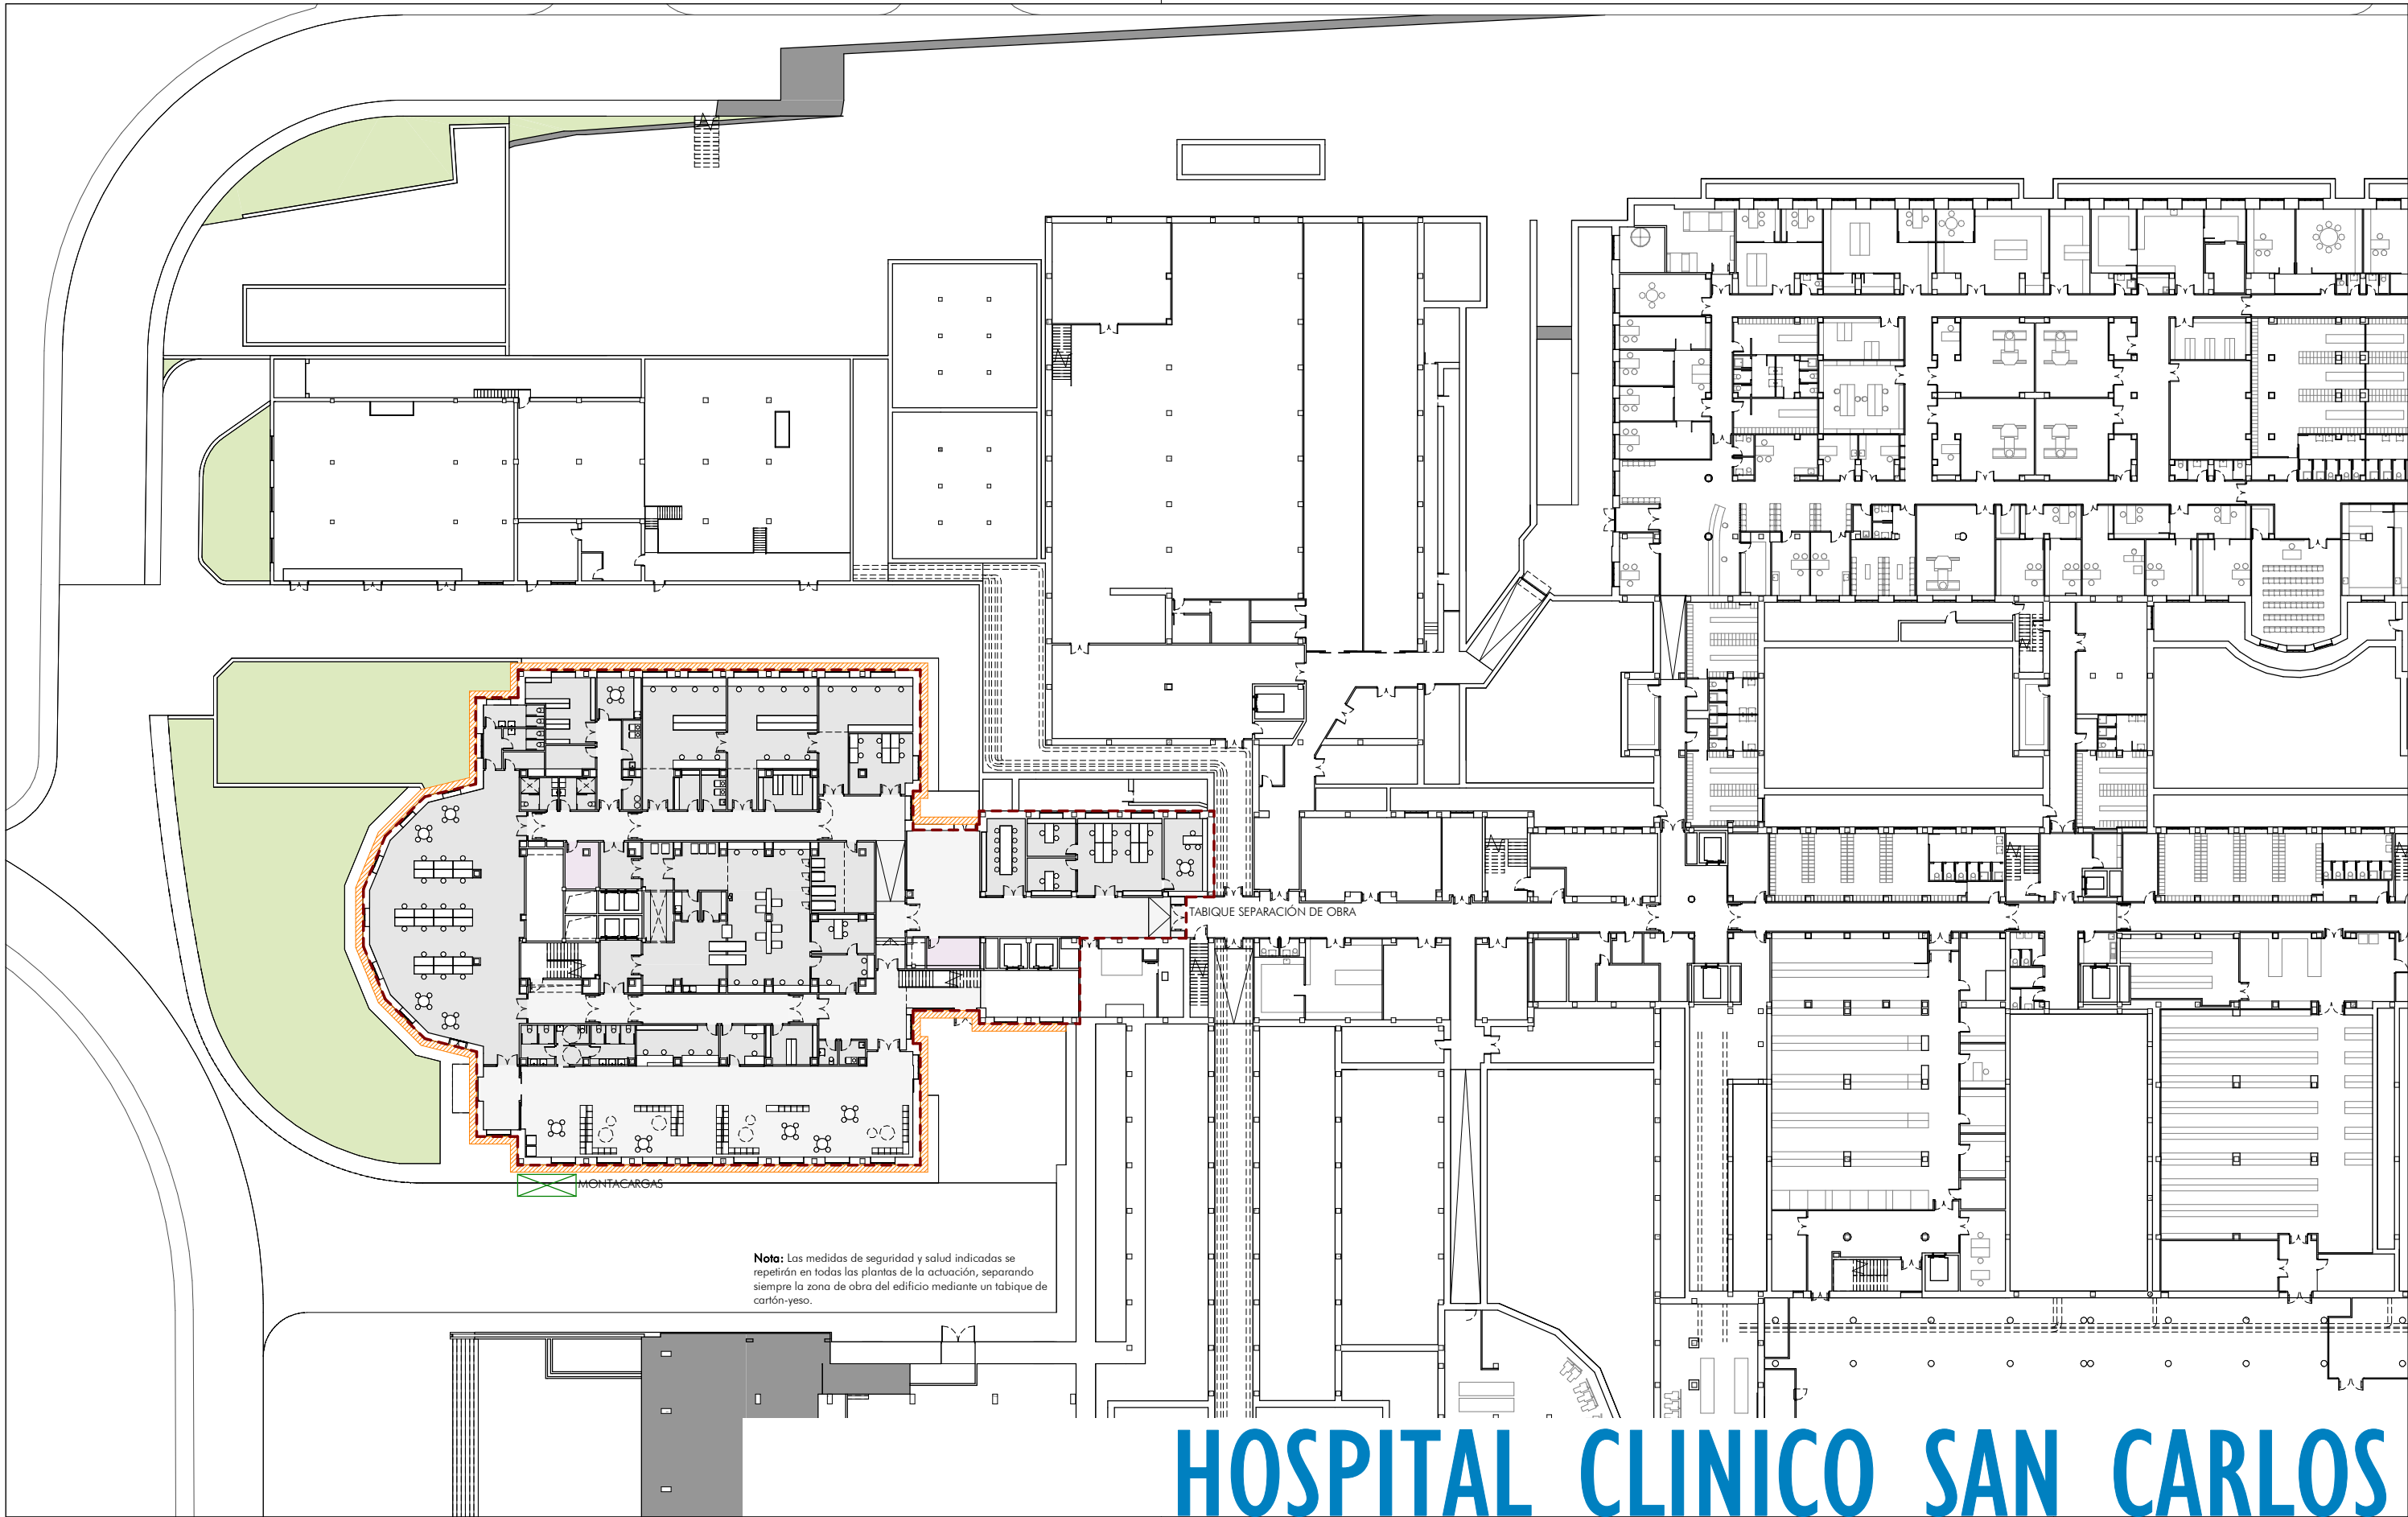 TABIQUE SEPARACIÓN DE OBRA
MONTACARGAS
Nota: Las medidas de seguridad y salud indicadas se
repetirán en todas las plantas de la actuación, separando
siempre la zona de obra del edificio mediante un tabique de
cartón-yeso.
HOSPITAL CLINICO SAN CARLOS